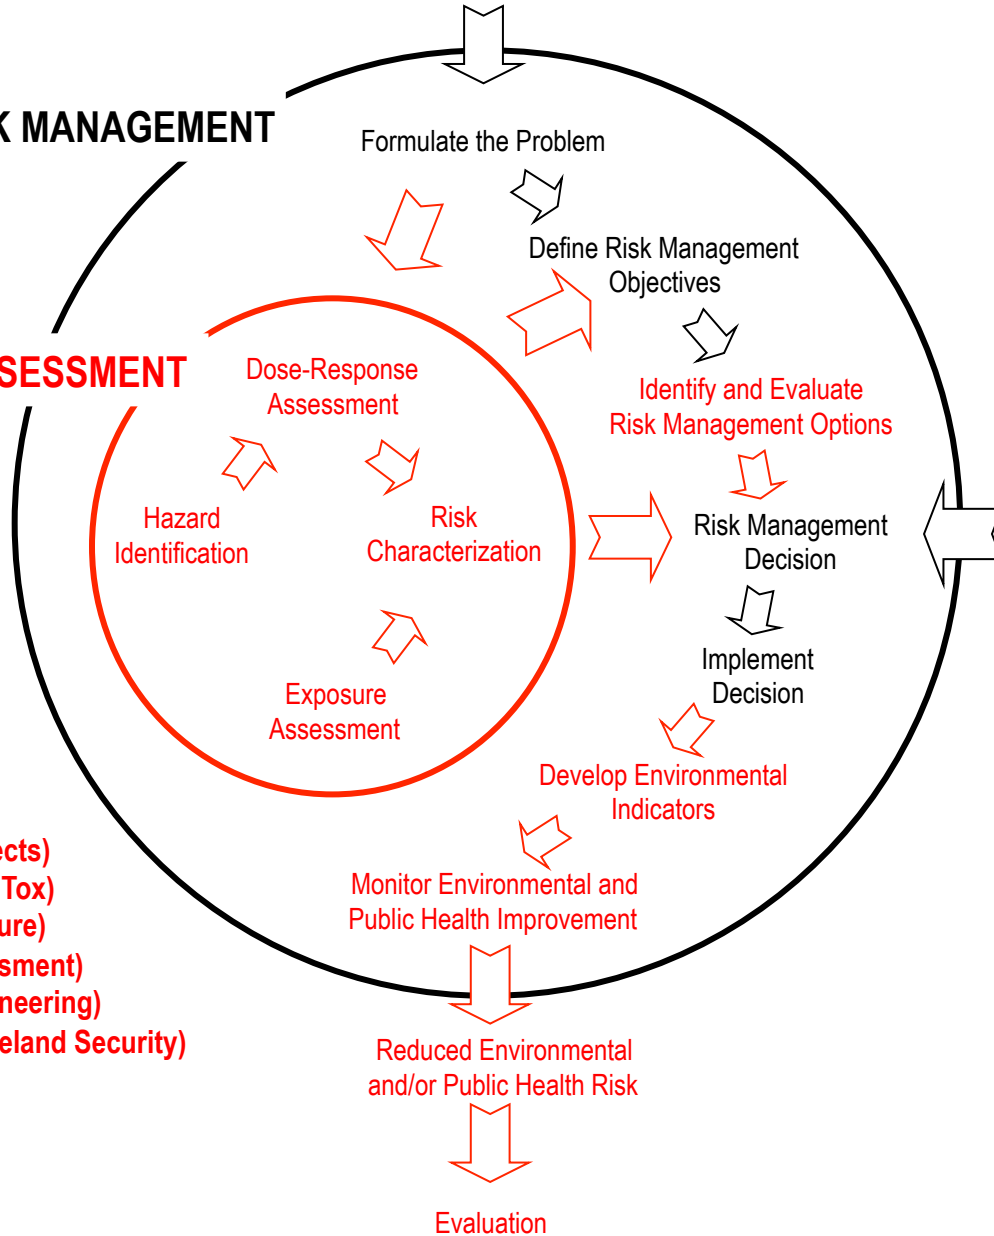 K MANAGEMENT
Formulate the Problem
Define Risk Management
Objectives
SESSMENT
Dose-Response
Assessment
Identify and Evaluate
Risk Management Options
Hazard
Identification
Risk
Characterization
Risk Management
Decision
Implement
Decision
Exposure
Assessment
Develop Environmental
Indicators
ects)
Tox)
ure)
sment)
neering)
eland Security)
Monitor Environmental and
Public Health Improvement
Reduced Environmental
and/or Public Health Risk
Evaluation